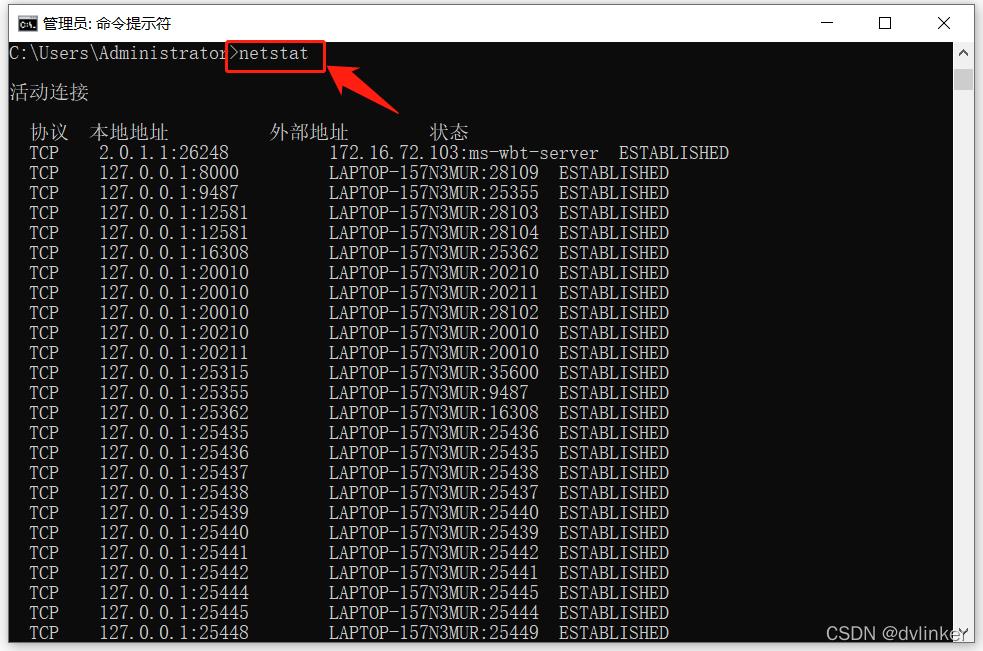 管理员: 命令提示符
C:\Users\Administrator>netstat
活动连接
协议 本地地址 外部地址 状态
TCP 2.0.1.1:26248 172.16.72.103:ms-wbt-server ESTABLISHED
TCP 127.0.0.1:8000 LAPTOP-157N3MUR:28109 ESTABLISHED
TCP 127.0.0.1:9487 LAPTOP-157N3MUR:25355 ESTABLISHED
TCP 127.0.0.1:12581 LAPTOP-157N3MUR:28103 ESTABLISHED
TCP 127.0.0.1:12581 LAPTOP-157N3MUR:28104 ESTABLISHED
TCP 127.0.0.1:16308 LAPTOP-157N3MUR:25362 ESTABLISHED
TCP 127.0.0.1:20010 LAPTOP-157N3MUR:20210 ESTABLISHED
TCP 127.0.0.1:20010 LAPTOP-157N3MUR:20211 ESTABLISHED
TCP 127.0.0.1:20010 LAPTOP-157N3MUR:28102 ESTABLISHED
TCP 127.0.0.1:20210 LAPTOP-157N3MUR:20010 ESTABLISHED
TCP 127.0.0.1:20211 LAPTOP-157N3MUR:20010 ESTABLISHED
TCP 127.0.0.1:25315 LAPTOP-157N3MUR:35600 ESTABLISHED
TCP 127.0.0.1:25355 LAPTOP-157N3MUR:9487 ESTABLISHED
TCP 127.0.0.1:25362 LAPTOP-157N3MUR:16308 ESTABLISHED
TCP 127.0.0.1:25435 LAPTOP-157N3MUR:25436 ESTABLISHED
TCP 127.0.0.1:25436 LAPTOP-157N3MUR:25435 ESTABLISHED
TCP 127.0.0.1:25437 LAPTOP-157N3MUR:25438 ESTABLISHED
TCP 127.0.0.1:25438 LAPTOP-157N3MUR:25437 ESTABLISHED
TCP 127.0.0.1:25439 LAPTOP-157N3MUR:25440 ESTABLISHED
TCP 127.0.0.1:25440 LAPTOP-157N3MUR:25439 ESTABLISHED
TCP 127.0.0.1:25441 LAPTOP-157N3MUR:25442 ESTABLISHED
TCP 127.0.0.1:25442 LAPTOP-157N3MUR:25441 ESTABLISHED
TCP 127.0.0.1:25444 LAPTOP-157N3MUR:25445 ESTABLISHED
TCP 127.0.0.1:25445 LAPTOP-157N3MUR:25444 ESTABLISHED
TCP 127.0.0.1:25448 LAPTOP-157N3MUR:25449 ESTABLISHED
CSDN @dvlinker